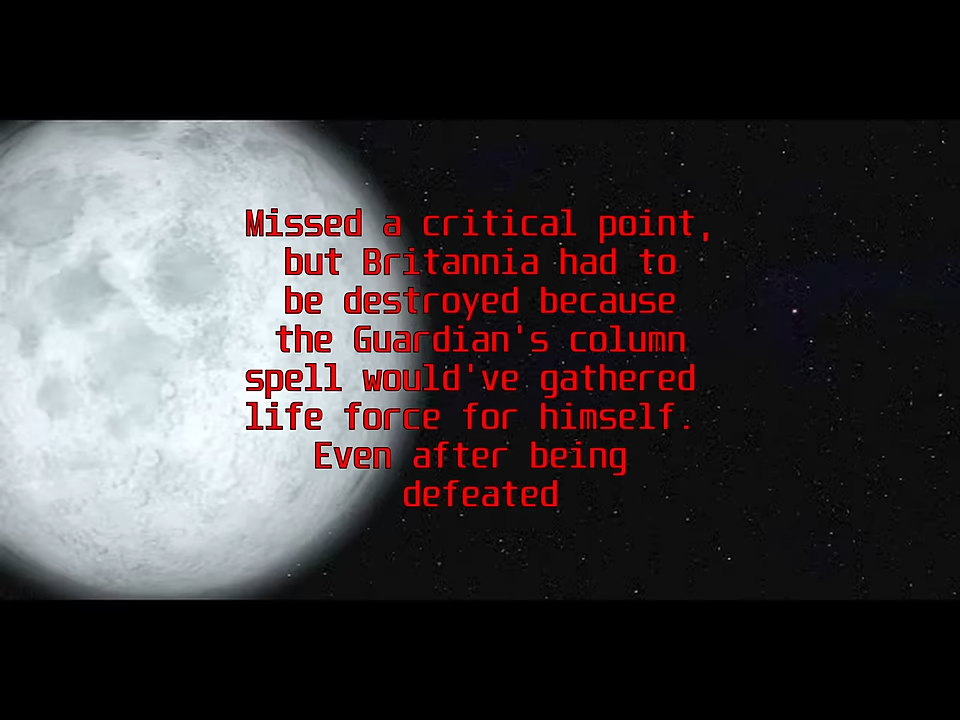 Missed a critical point,
but Britannia had to
be destroyed because
the Guardian's column
spell would've gathered
life force for himself.
Even after being
defeated